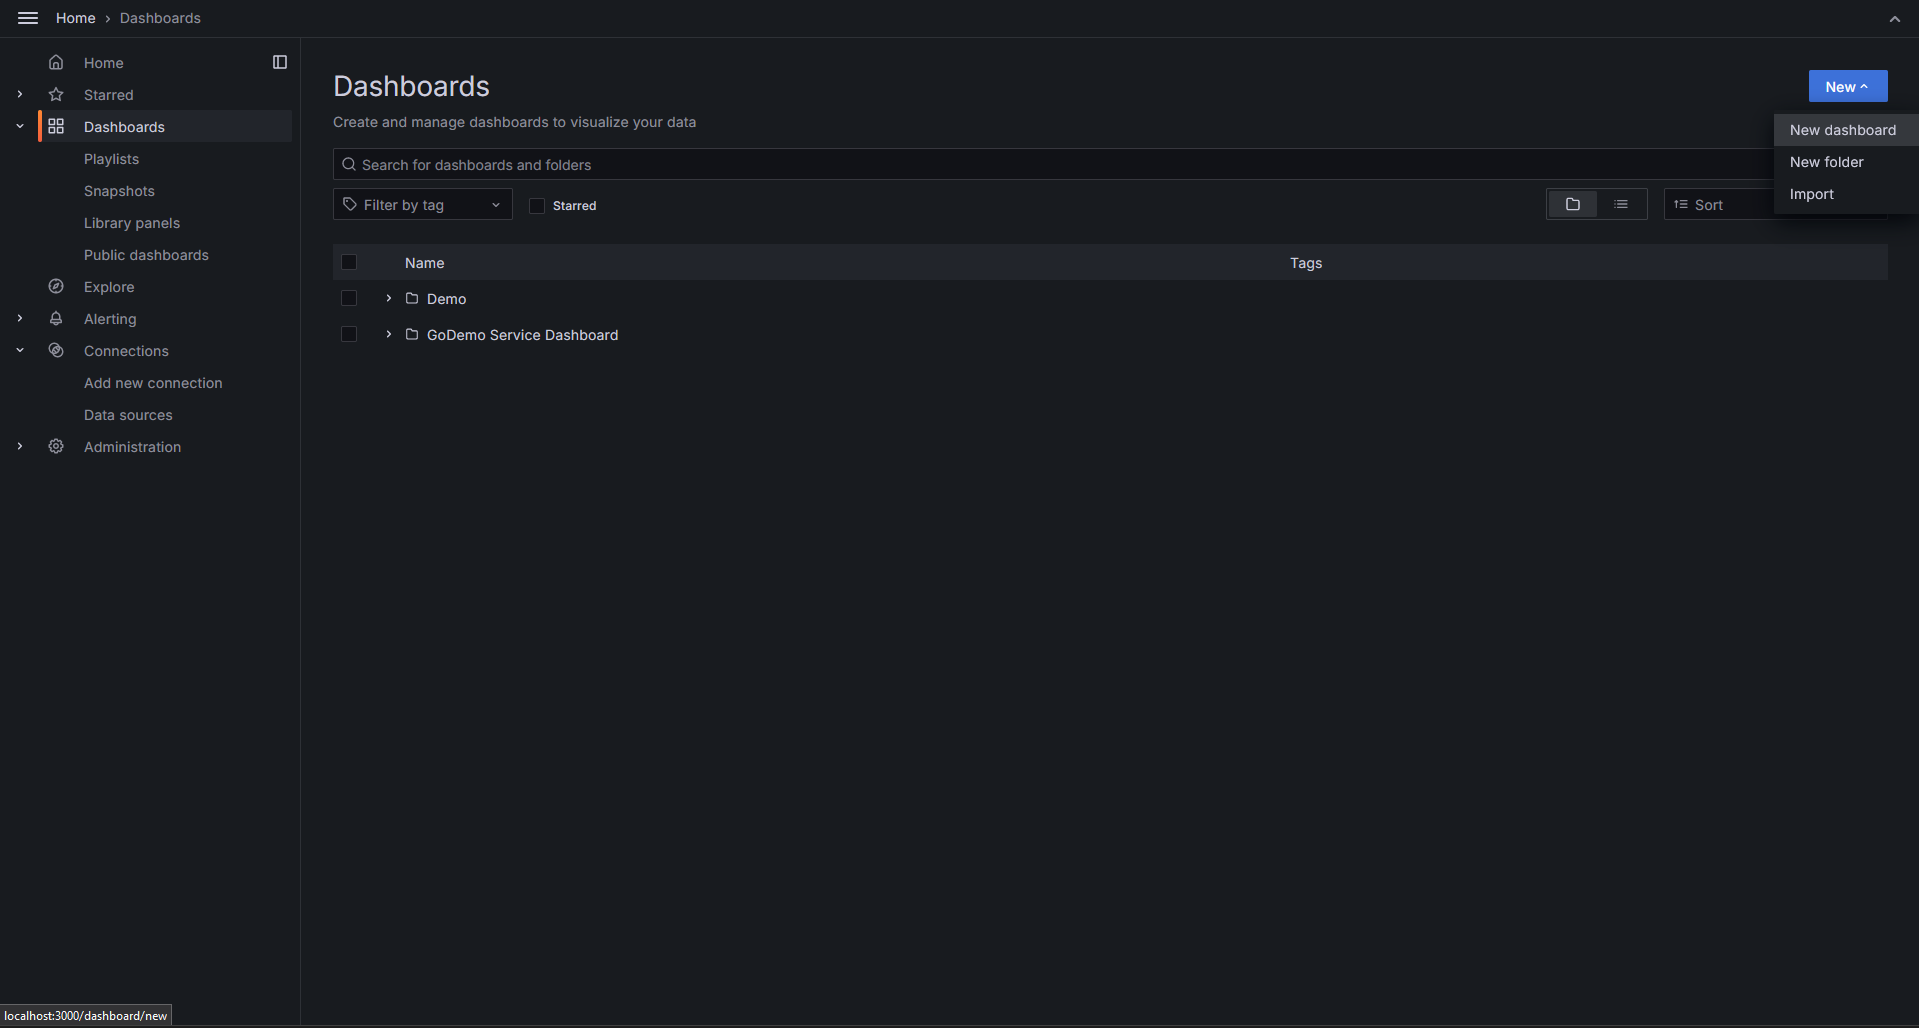 Home › Dashboards
Home
Starred
Dashboards
Playlists
Snapshots
Library panels
Public dashboards
Explore
Alerting
Connections
Add new connection
Data sources
Administration
Dashboards
Create and manage dashboards to visualize your data
New
New dashboard
New folder
Import
Search for dashboards and folders
Filter by tag
Starred
Sort
Name Tags
Demo
GoDemo Service Dashboard
localhost:3000/dashboard/new